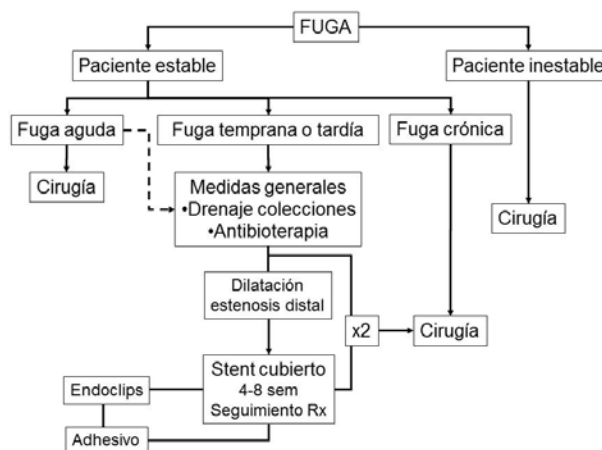 FUGA
Paciente estable
Paciente inestable
Fuga aguda
Fuga temprana o tardía
Fuga crónica
Cirugía
Medidas generales
•Drenaje colecciones
•Antibioterapia
Cirugía
Dilatación
estenosis distal
x2
Cirugía
Stent cubierto
4-8 sem
Seguimiento Rx
Endoclips
Adhesivo